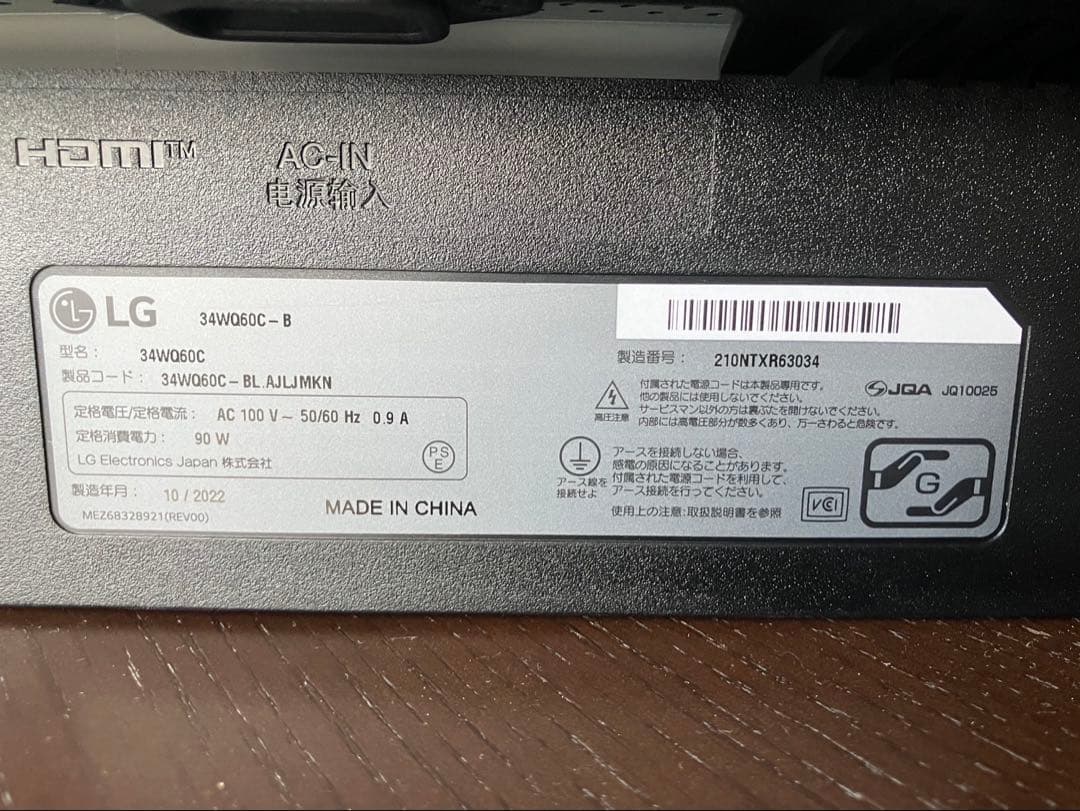 HDMI™
AC-IN
电源输入
LG 34WQ60C-B
型名: 34WQ60C
製品コード: 34WQ60C-BL.AJLJMKN
定格電圧/定格電流: AC 100 V ~ 50/60 Hz 0.9 A
定格消費電力: 90 W
LG Electronics Japan 株式会社
PS
E
製造年月: 10 / 2022
MEZ68328921(REV00)
MADE IN CHINA
製造番号: 210NTXR63034
高圧注意
付属された電源コードは本製品専用です。
他の製品には使用しないでください。
サービスマン以外の方は裏ぶたを開けないでください。
内部には高電圧部分が数多くあり、万一さわると危険です。
JQA JQ10025
アース線を
接続せよ
アースを接続しない場合、
感電の原因になることがあります。
付属された電源コードを利用して、
アース接続を行ってください。
使用上の注意:取扱説明書を参照
VCI
G